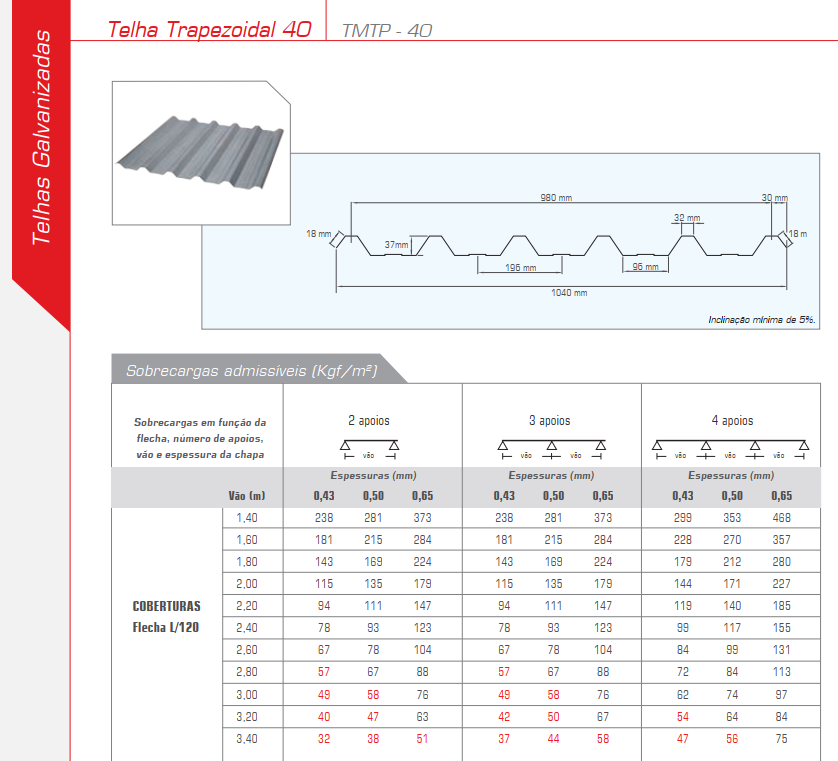 Telhas Galvanizadas
Telha Trapezoidal 40 TMTP - 40
980 mm 30 mm
32 mm
18 mm 18 m
37mm
196 mm 96 mm
1040 mm
Inclinação mínima de 5%.
Sobrecargas admissíveis (Kgf/m²)
Sobrecargas em função da
flecha, número de apoios,
vão e espessura da chapa
2 apoios 3 apoios 4 apoios
vão vão vão vão vão vão
Espessuras (mm) Espessuras (mm) Espessuras (mm)
Vão (m) 0,43 0,50 0,65 0,43 0,50 0,65 0,43 0,50 0,65
COBERTURAS
Flecha L/120
1,40 238 281 373 238 281 373 299 353 468
1,60 181 215 284 181 215 284 228 270 357
1,80 143 169 224 143 169 224 179 212 280
2,00 115 135 179 115 135 179 144 171 227
2,20 94 111 147 94 111 147 119 140 185
2,40 78 93 123 78 93 123 99 117 155
2,60 67 78 104 67 78 104 84 99 131
2,80 57 67 88 57 67 88 72 84 113
3,00 49 58 76 49 58 76 62 74 97
3,20 40 47 63 42 50 67 54 64 84
3,40 32 38 51 37 44 58 47 56 75